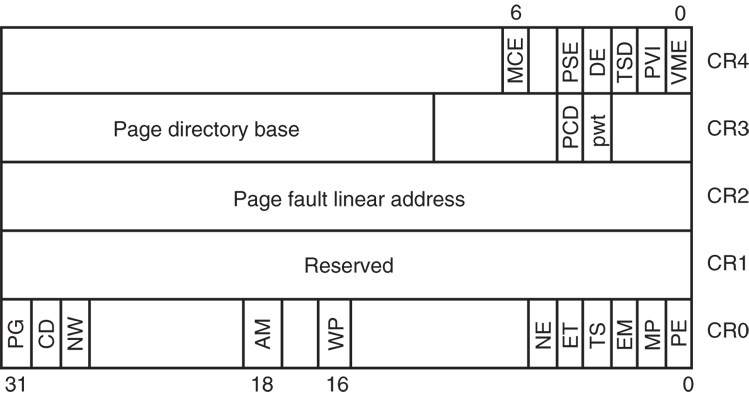 6 0
MCE PSE DE TSD PVI VME CR4
Page directory base PCD pwt CR3
Page fault linear address CR2
Reserved CR1
PG CD NW AM WP NE ET TS EM MP PE CR0
31 18 16 0